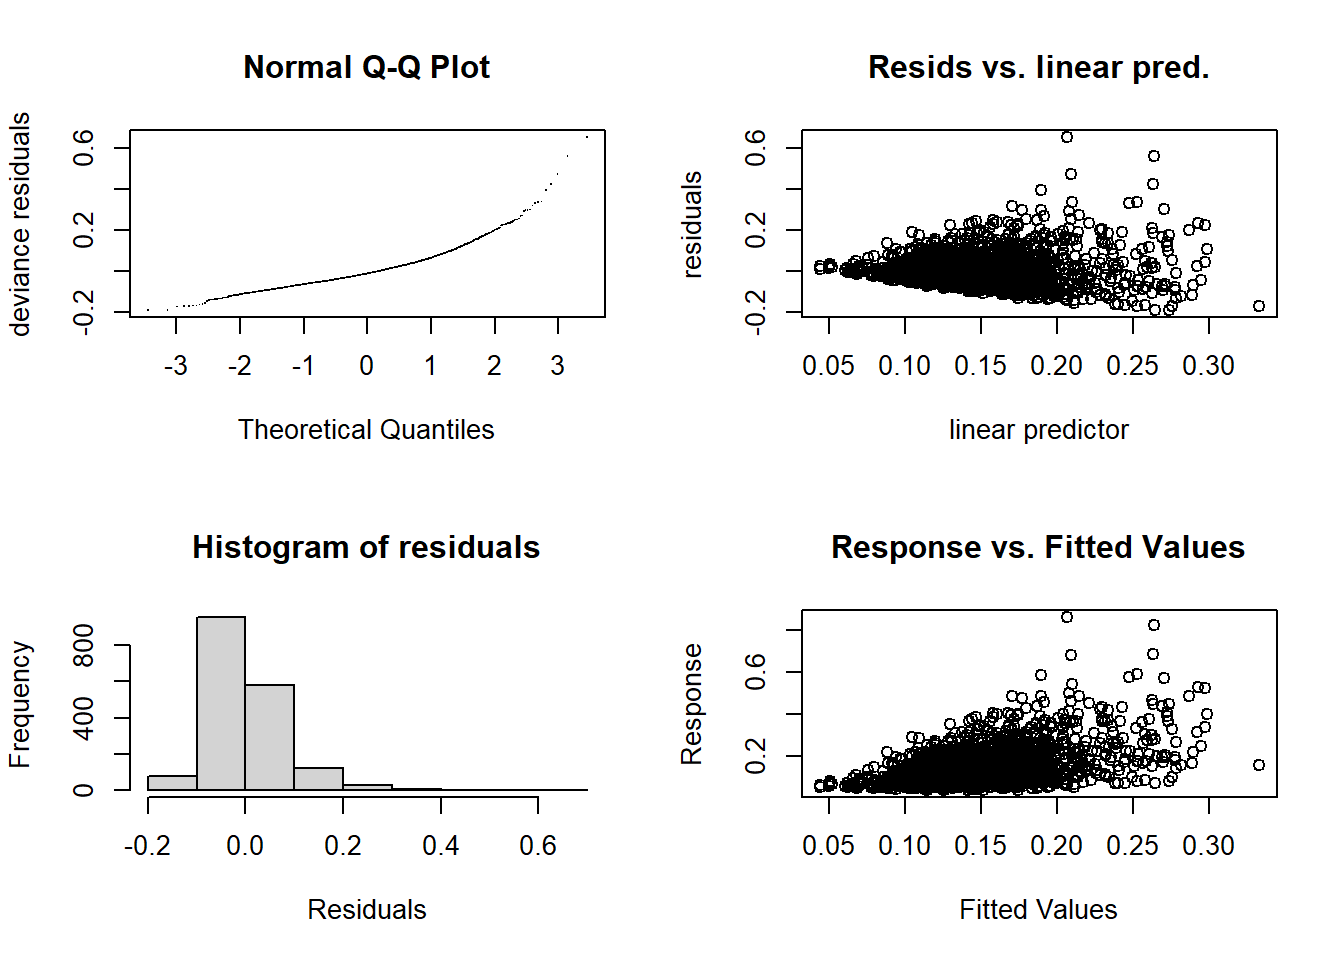 Normal Q-Q Plot
deviance residuals
-0.2 0.2 0.6
-3 -2 -1 0 1 2 3
Theoretical Quantiles
Resids vs. linear pred.
residuals
-0.2 0.2 0.6
0.05 0.10 0.15 0.20 0.25 0.30
linear predictor
Histogram of residuals
Frequency
0 400 800
-0.2 0.0 0.2 0.4 0.6
Residuals
Response vs. Fitted Values
Response
0.2 0.6
0.05 0.10 0.15 0.20 0.25 0.30
Fitted Values